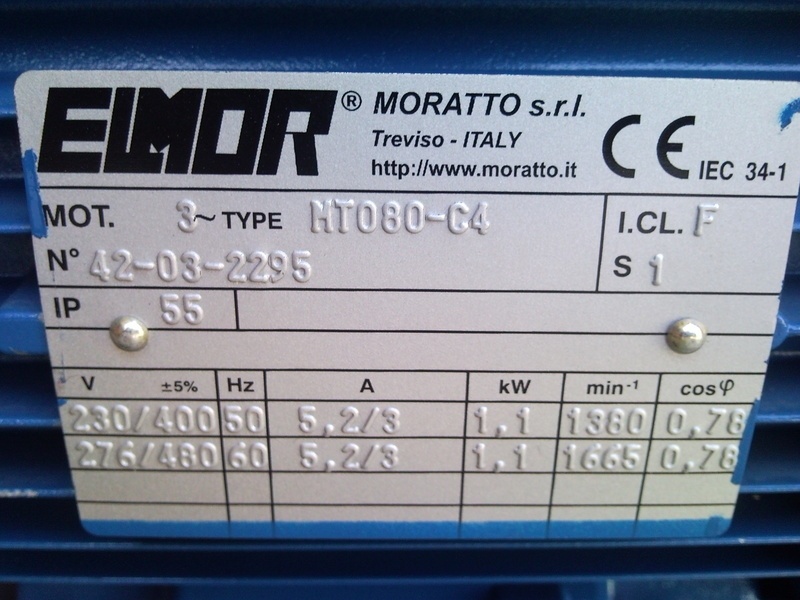 ELMOR® MORATTO s.r.l.
Treviso - ITALY
http://www.moratto.it
CE IEC 34-1
MOT. 3~ TYPE MT080-C4 I.CL. F
N° 42-03-2295 S 1
IP 55
V ±5% Hz A kW min-1 cosφ
230/400 50 5,2/3 1,1 1380 0,78
276/480 60 5,2/3 1,1 1665 0,78